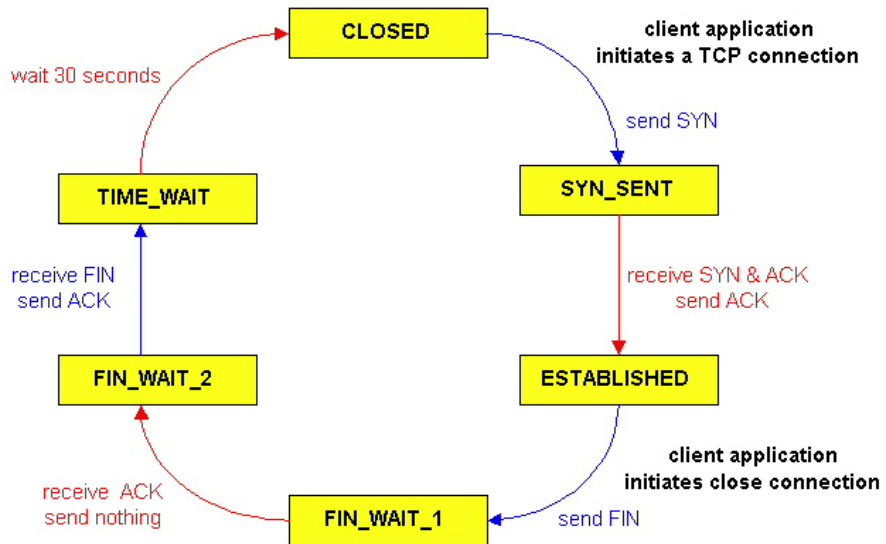 CLOSED
client application
initiates a TCP connection
wait 30 seconds
send SYN
TIME_WAIT
SYN_SENT
receive FIN
send ACK
receive SYN & ACK
send ACK
FIN_WAIT_2
ESTABLISHED
client application
initiates close connection
receive ACK
send nothing
FIN_WAIT_1
send FIN